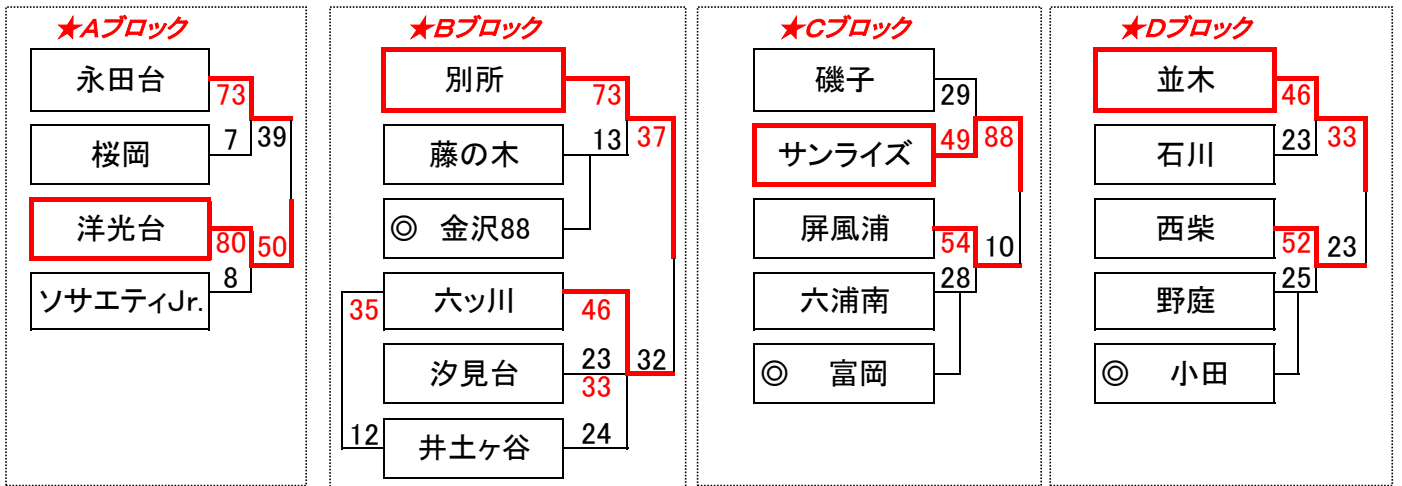 ★Aブロック
永田台
73
桜岡
7
39
洋光台
80
50
ソサエティJr.
8
★Bブロック
別所
73
藤の木
13
37
◎ 金沢88
六ッ川
35
46
汐見台
23
32
33
井土ヶ谷
12
24
★Cブロック
磯子
29
サンライズ
49
88
屏風浦
54
10
六浦南
28
◎ 富岡
★Dブロック
並木
46
石川
23
33
西柴
52
23
野庭
25
◎ 小田